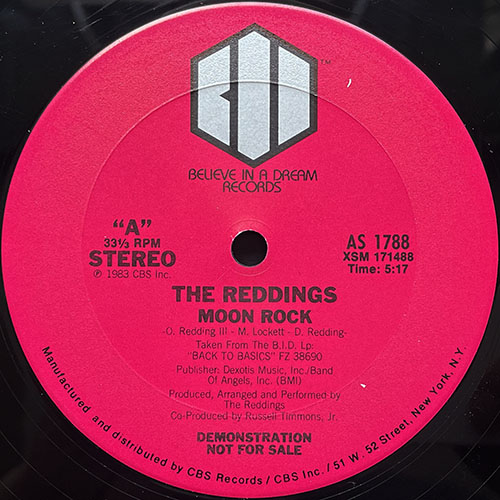 BID
TM
BELIEVE IN A DREAM
RECORDS
"A"
33⅓ RPM
STEREO
℗ 1983 CBS Inc.
AS 1788
XSM 171488
Time: 5:17
THE REDDINGS
MOON ROCK
-O. Redding III - M. Lockett - D. Redding-
Taken From The B.I.D. Lp:
"BACK TO BASICS" FZ 38690
Publisher: Dexotis Music, Inc./Band
Of Angels, Inc. (BMI)
Produced, Arranged and Performed by
The Reddings
Co-Produced by Russell Timmons, Jr.
DEMONSTRATION
NOT FOR SALE
Manufactured and distributed by CBS Records / CBS Inc. / 51 W. 52 Street, New York, N.Y.